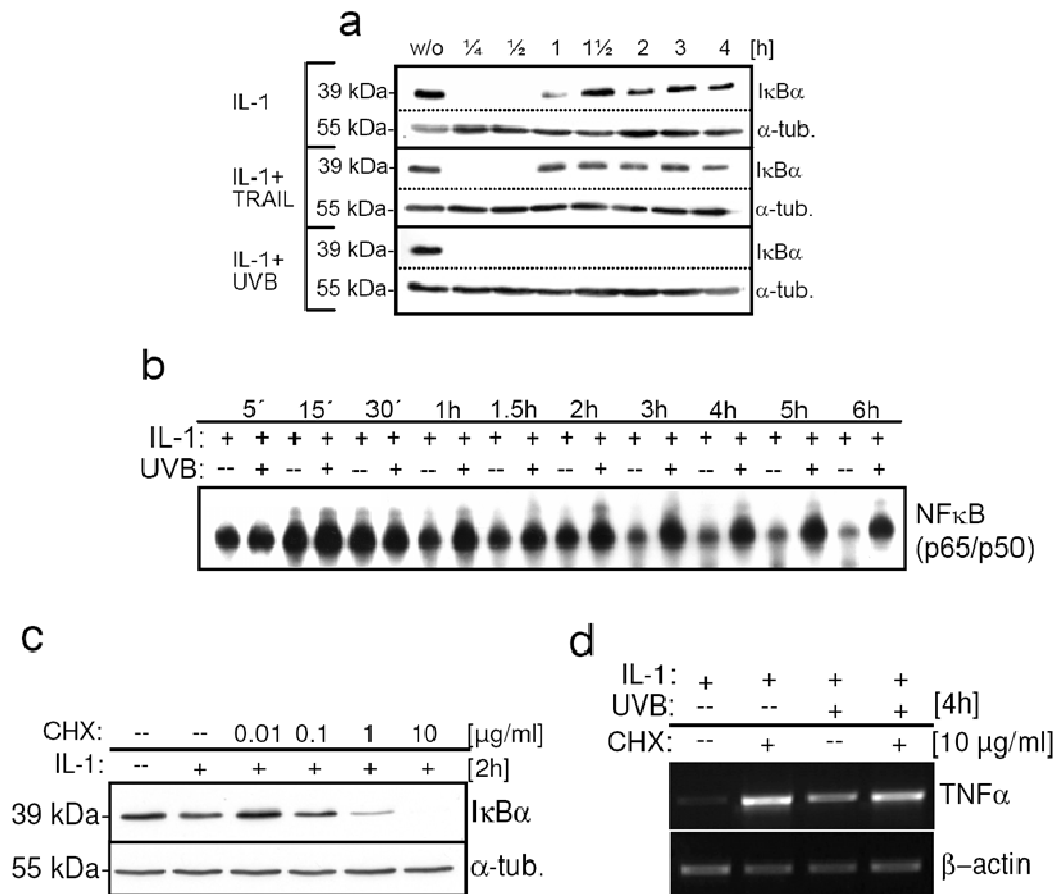 a
w/o ¼ ½ 1 1½ 2 3 4 [h]
IL-1
39 kDa- IκBα
55 kDa- α-tub.
IL-1+
TRAIL
39 kDa- IκBα
55 kDa- α-tub.
IL-1+
UVB
39 kDa- IκBα
55 kDa- α-tub.
b
5´ 15´ 30´ 1h 1.5h 2h 3h 4h 5h 6h
IL-1: + + + + + + + + + + + + + + + + + + + +
UVB: -- + -- + -- + -- + -- + -- + -- + -- + -- + -- +
NFκB
(p65/p50)
c
CHX: -- -- 0.01 0.1 1 10 [µg/ml]
IL-1: -- + + + + + [2h]
39 kDa- IκBα
55 kDa- α-tub.
d
IL-1: + + + +
UVB: -- -- + + [4h]
CHX: -- + -- + [10 µg/ml]
TNFα
β-actin